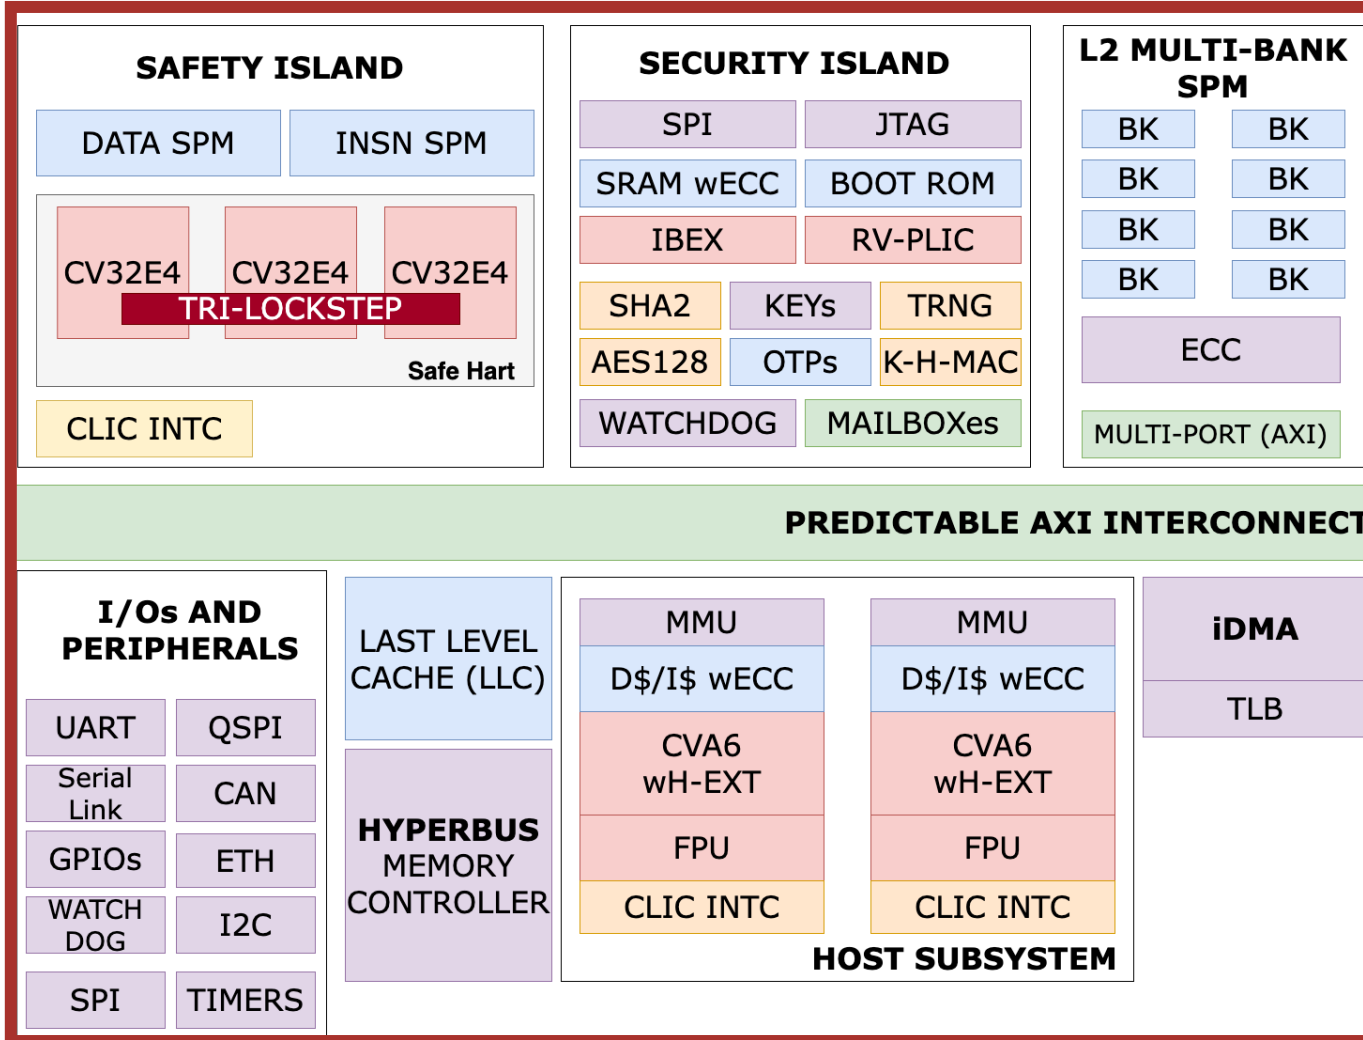 SAFETY ISLAND
DATA SPM
INSN SPM
CV32E4
CV32E4
CV32E4
TRI-LOCKSTEP
Safe Hart
CLIC INTC
SECURITY ISLAND
SPI
JTAG
SRAM wECC
BOOT ROM
IBEX
RV-PLIC
SHA2
KEYs
TRNG
AES128
OTPs
K-H-MAC
WATCHDOG
MAILBOXes
L2 MULTI-BANK
SPM
BK
BK
BK
BK
BK
BK
BK
BK
ECC
MULTI-PORT (AXI)
PREDICTABLE AXI INTERCONNECT
I/Os AND
PERIPHERALS
UART
QSPI
Serial
Link
CAN
GPIOs
ETH
WATCH
DOG
I2C
SPI
TIMERS
LAST LEVEL
CACHE (LLC)
HYPERBUS
MEMORY
CONTROLLER
MMU
D$/I$ wECC
CVA6
wH-EXT
FPU
CLIC INTC
MMU
D$/I$ wECC
CVA6
wH-EXT
FPU
CLIC INTC
HOST SUBSYSTEM
iDMA
TLB